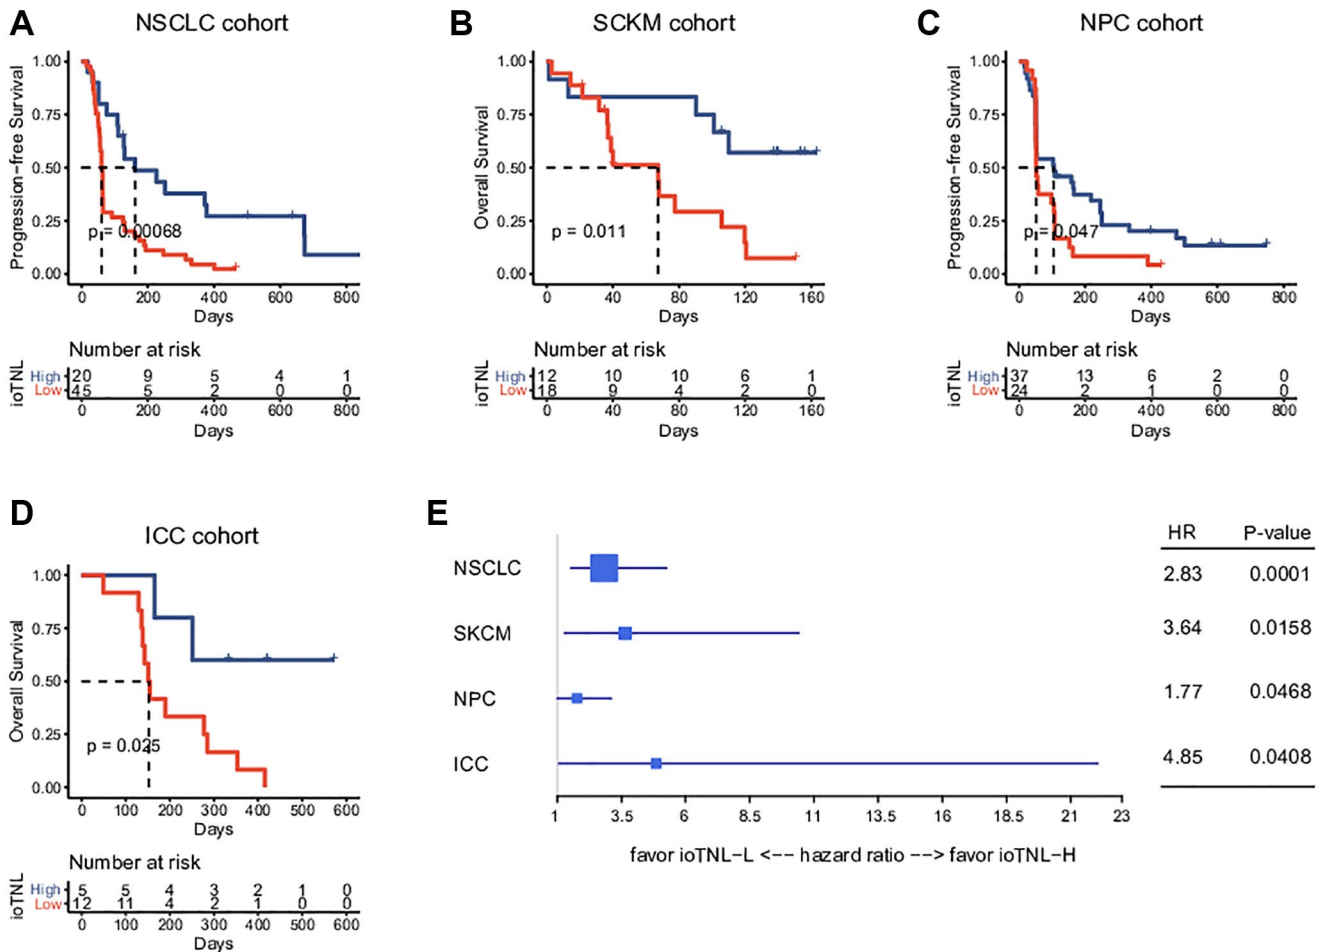 A
NSCLC cohort
Progression-free Survival
1.00
0.75
0.50
0.25
0.00
p = 0.00068
0 200 400 600 800
Days
Number at risk
ioTNL
High 20 9 5 4 1
Low 45 5 2 0 0
0 200 400 600 800
Days
B
SCKM cohort
Overall Survival
1.00
0.75
0.50
0.25
0.00
p = 0.011
0 40 80 120 160
Days
Number at risk
ioTNL
High 12 10 10 6 1
Low 18 9 4 2 0
0 40 80 120 160
Days
C
NPC cohort
Progression-free Survival
1.00
0.75
0.50
0.25
0.00
p = 0.047
0 200 400 600 800
Days
Number at risk
ioTNL
High 37 13 6 2 0
Low 24 2 1 0 0
0 200 400 600 800
Days
D
ICC cohort
Overall Survival
1.00
0.75
0.50
0.25
0.00
p = 0.025
0 100 200 300 400 500 600
Days
Number at risk
ioTNL
High 5 5 4 3 2 1 0
Low 12 11 4 2 1 0 0
0 100 200 300 400 500 600
Days
E
HR P-value
NSCLC 2.83 0.0001
SKCM 3.64 0.0158
NPC 1.77 0.0468
ICC 4.85 0.0408
1 3.5 6 8.5 11 13.5 16 18.5 21 23
favor ioTNL-L <-- hazard ratio --> favor ioTNL-H